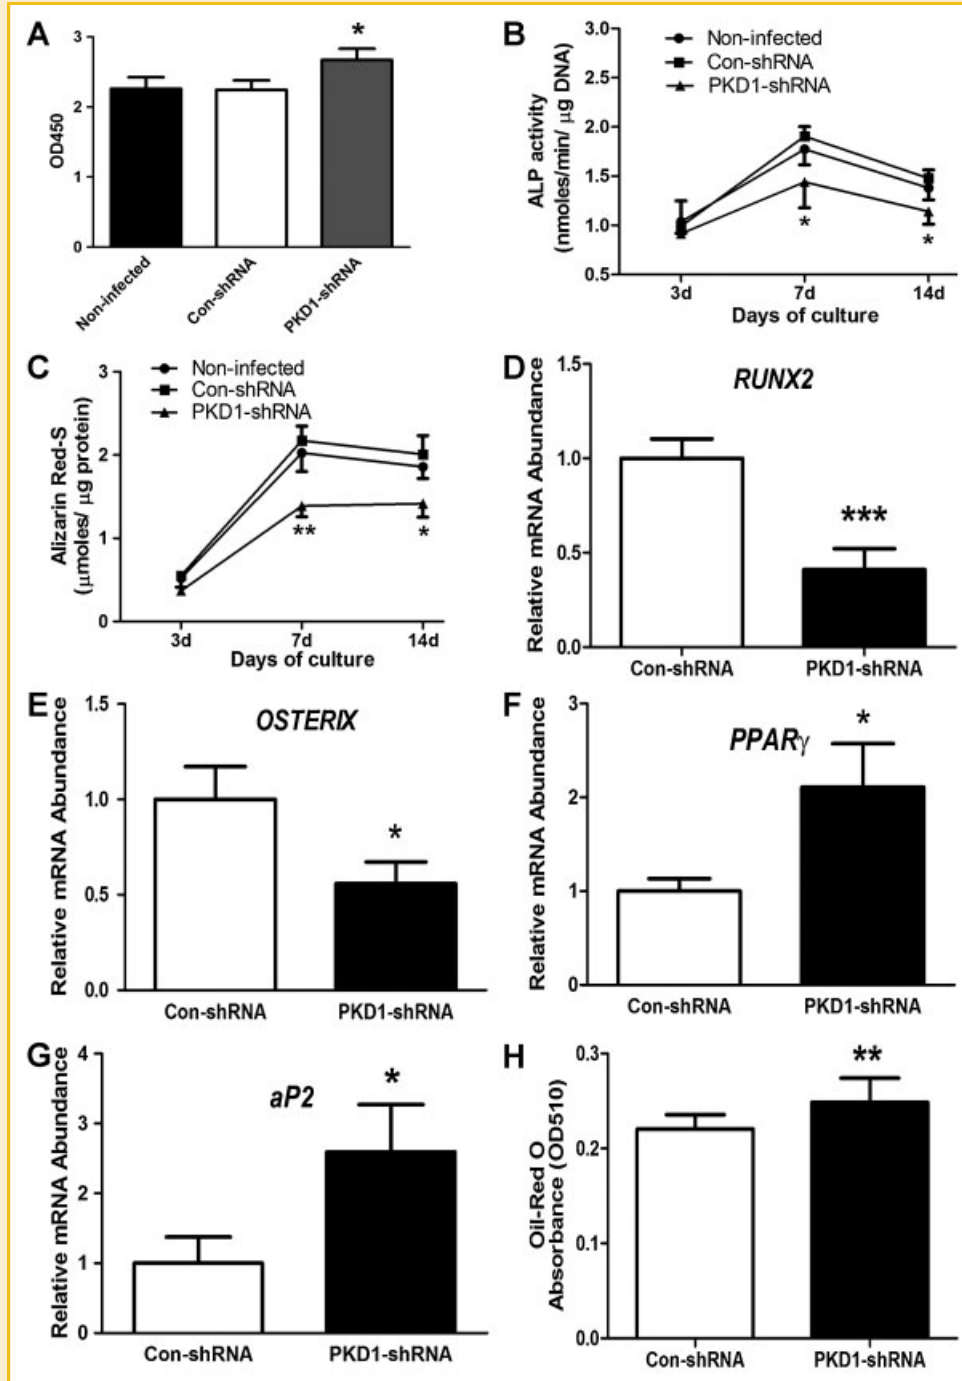 A
3
2
1
0
OD450
*
Non-infected
Con-shRNA
PKD1-shRNA
B
3.0
2.5
2.0
1.5
1.0
0.5
ALP activity
(nmoles/min/ μg DNA)
Non-infected
Con-shRNA
PKD1-shRNA
*
*
3d
7d
14d
Days of culture
C
3
2
1
0
Alizarin Red-S
(μmoles/ μg protein)
Non-infected
Con-shRNA
PKD1-shRNA
**
*
3d
7d
14d
Days of culture
D
1.5
1.0
0.5
0.0
Relative mRNA Abundance
RUNX2
***
Con-shRNA
PKD1-shRNA
E
1.5
1.0
0.5
0.0
Relative mRNA Abundance
OSTERIX
*
Con-shRNA
PKD1-shRNA
F
3
2
1
0
Relative mRNA Abundance
PPARγ
*
Con-shRNA
PKD1-shRNA
G
4
3
2
1
0
Relative mRNA Abundance
aP2
*
Con-shRNA
PKD1-shRNA
H
0.3
0.2
0.1
0.0
Oil-Red O
Absorbance (OD510)
**
Con-shRNA
PKD1-shRNA